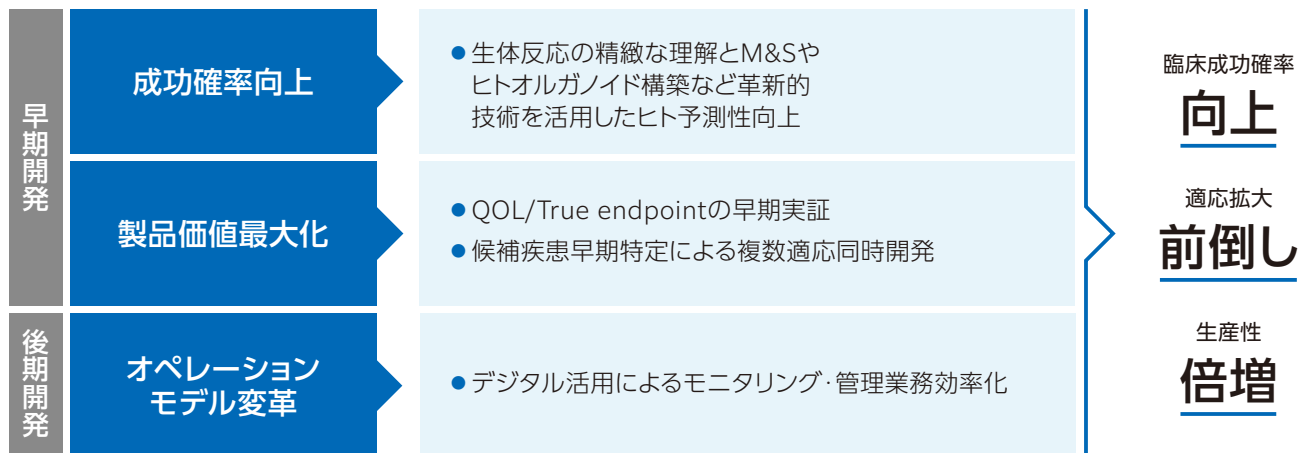 早期開発
成功確率向上
●生体反応の精緻な理解とM&Sや
ヒトオルガノイド構築など革新的
技術を活用したヒト予測性向上
製品価値最大化
●QOL/True endpointの早期実証
●候補疾患早期特定による複数適応同時開発
後期開発
オペレーション
モデル変革
●デジタル活用によるモニタリング・管理業務効率化
臨床成功確率
向上
適応拡大
前倒し
生産性
倍増